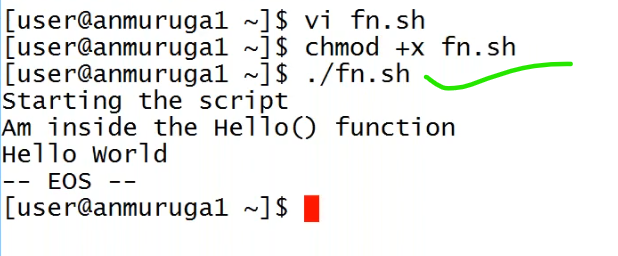 [user@anmuruga1 ~]$ vi fn.sh
[user@anmuruga1 ~]$ chmod +x fn.sh
[user@anmuruga1 ~]$ ./fn.sh
Starting the script
Am inside the Hello() function
Hello World
-- EOS --
[user@anmuruga1 ~]$